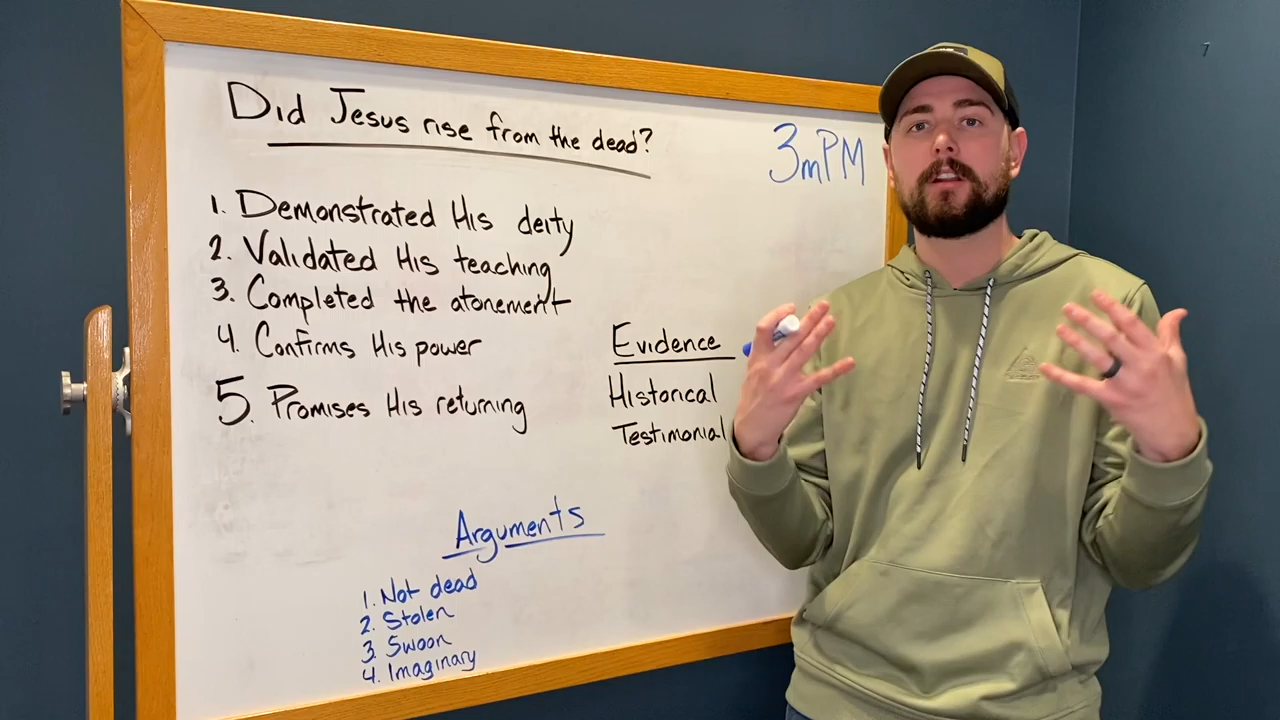 Did Jesus rise from the dead?
3mPM
1. Demonstrated His deity
2. Validated His teaching
3. Completed the atonement
4. Confirms His power
5. Promises His returning
Evidence
Historical
Testimonial
Arguments
1. Not dead
2. Stolen
3. Swoon
4. Imaginary